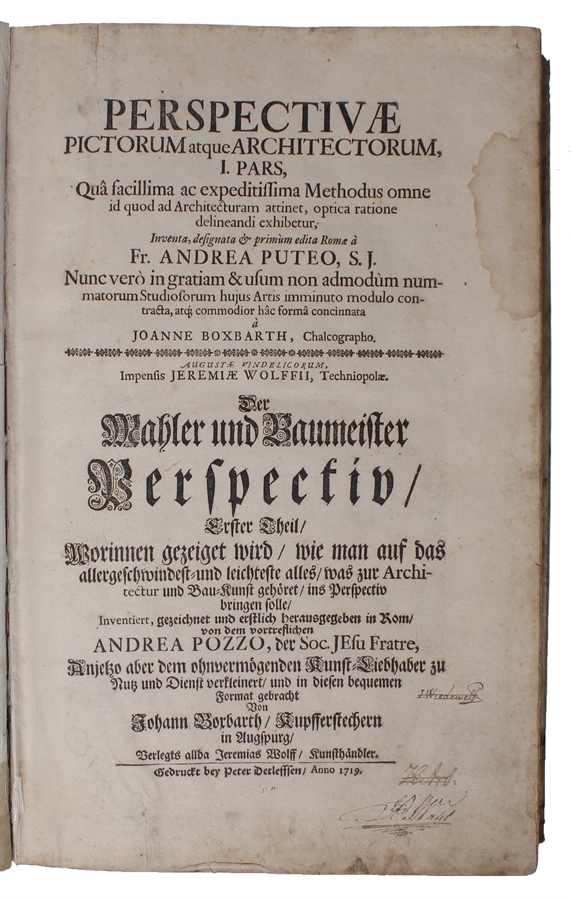 PERSPECTIVÆ
PICTORUM atque ARCHITECTORUM,
I. PARS,
Quâ facillima ac expeditissima Methodus omne
id quod ad Architecturam attinet, optica ratione
delineandi exhibetur,
Inventa, designata & primùm edita Romæ à
Fr. ANDREA PUTEO, S. J.
Nunc verò in gratiam & usum non admodùm num-
matorum Studiosorum hujus Artis imminuto modulo con-
tracta, atq; commodior hâc formâ concinnata
à
JOANNE BOXBARTH, Chalcographo.
AUGUSTÆ VINDELICORUM,
Impensis JEREMIÆ WOLFFII, Techniopolæ.
Der
Mahler und Baumeister
Perspectiv/
Erster Theil/
Worinnen gezeiget wird/ wie man auf das
allergeschwindest- und leichteste alles/ was zur Archi-
tectur und Bau-Kunst gehöret/ ins Perspectiv
bringen solle/
Inventiert, gezeichnet und erstlich herausgegeben in Rom/
von dem vortreflichen
ANDREA POZZO, der Soc. JEsu Fratre,
Anjetzo aber dem ohnvermögenden Kunst-Liebhaber zu
Nutz und Dienst verkleinert/ und in diesen bequemen
Format gebracht
Von
Johann Boxbarth/ Kupfferstechern
in Augspurg/
Verlegts allda Jeremias Wolff/ Kunsthändler.
Gedruckt bey Peter Detleffsen/ Anno 1719.